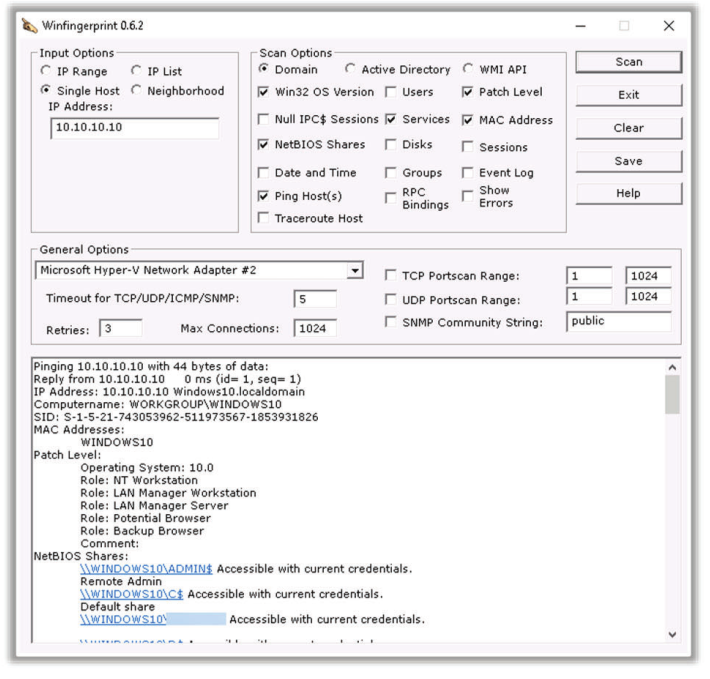 Winfingerprint 0.6.2
Input Options
IP Range IP List
Single Host Neighborhood
IP Address:
10.10.10.10
Scan Options
Domain Active Directory WMI API
Win32 OS Version Users Patch Level
Null IPC$ Sessions Services MAC Address
NetBIOS Shares Disks Sessions
Date and Time Groups Event Log
Ping Host(s) RPC Bindings Show Errors
Traceroute Host
Scan
Exit
Clear
Save
Help
General Options
Microsoft Hyper-V Network Adapter #2
Timeout for TCP/UDP/ICMP/SNMP: 5
Retries: 3 Max Connections: 1024
TCP Portscan Range: 1 1024
UDP Portscan Range: 1 1024
SNMP Community String: public
Pinging 10.10.10.10 with 44 bytes of data:
Reply from 10.10.10.10 0 ms (id= 1, seq= 1)
IP Address: 10.10.10.10 Windows10.localdomain
Computername: WORKGROUP\WINDOWS10
SID: S-1-5-21-743053962-511973567-1853931826
MAC Addresses:
WINDOWS10
Patch Level:
Operating System: 10.0
Role: NT Workstation
Role: LAN Manager Workstation
Role: LAN Manager Server
Role: Potential Browser
Role: Backup Browser
Comment:
NetBIOS Shares:
\\WINDOWS10\ADMIN$ Accessible with current credentials.
Remote Admin
\\WINDOWS10\C$ Accessible with current credentials.
Default share
\\WINDOWS10\ Accessible with current credentials.